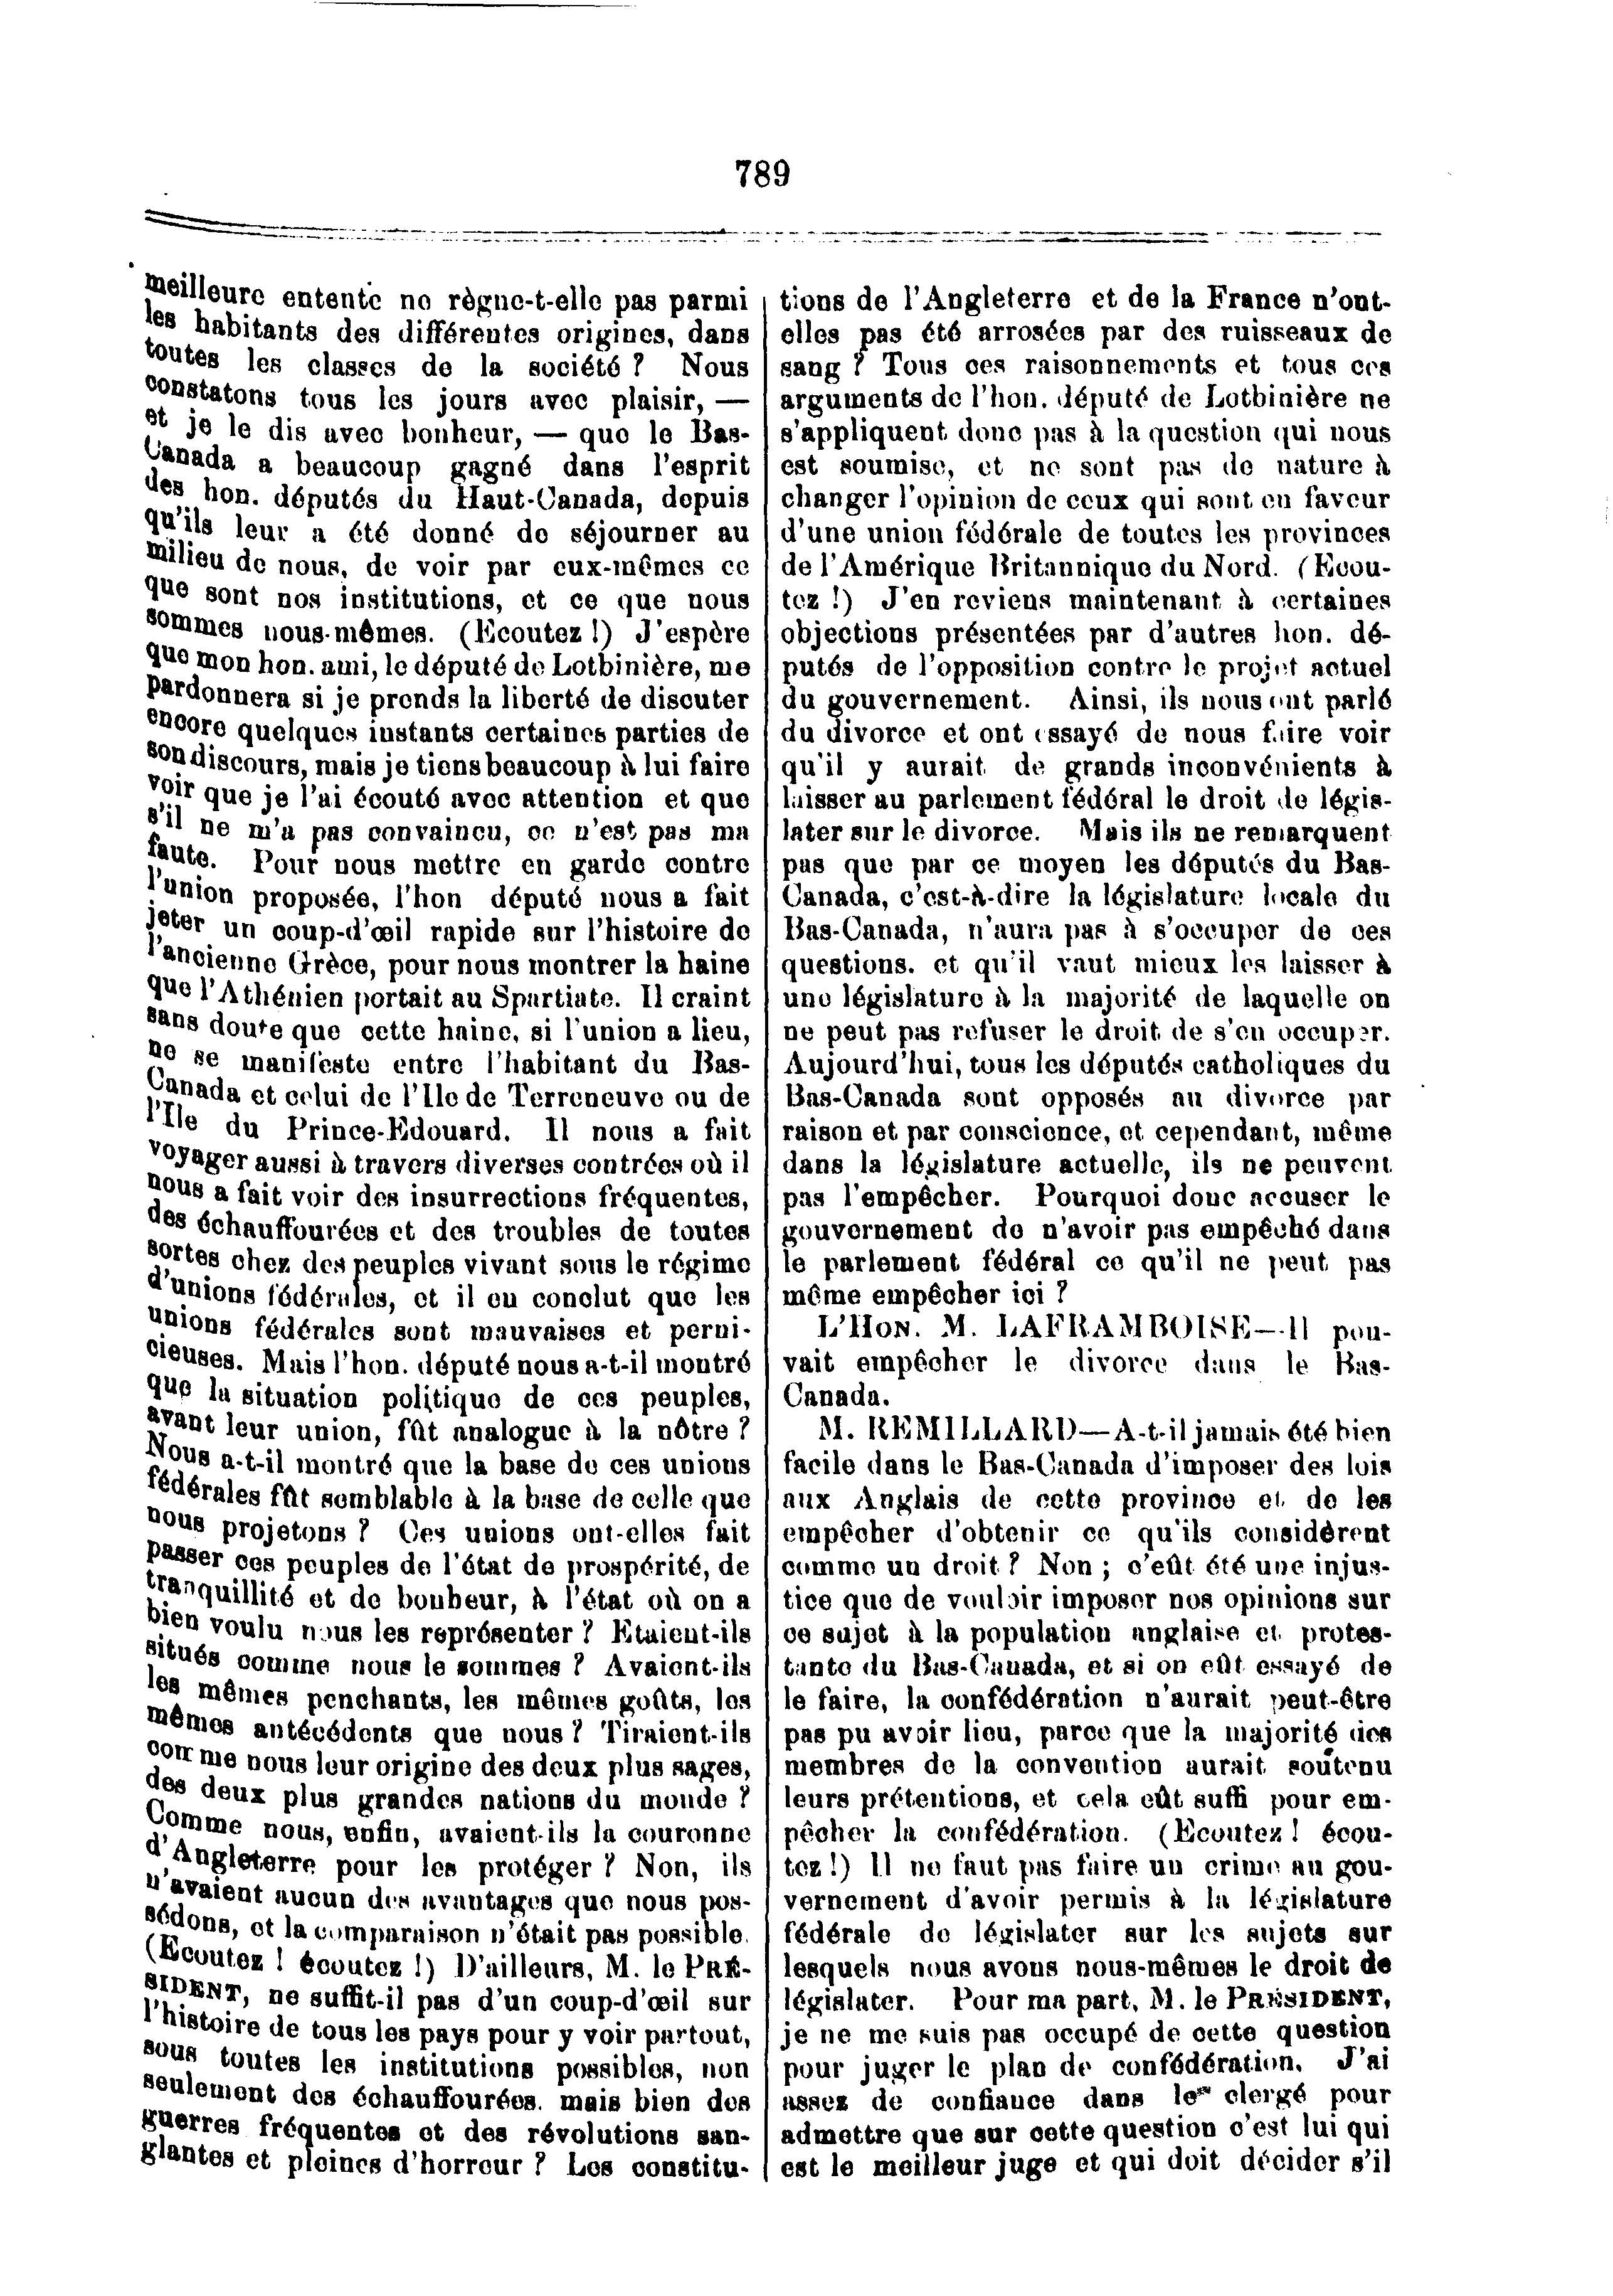 789
meilleure entente ne règne-t-elle pas parmi
les habitants des différentes origines, dans
toutes les classes de la société ? Nous
constatons tous les jours avec plaisir, —
et je le dis avec bonheur, — que le Bas-
Canada a beaucoup gagné dans l'esprit
des hon. députés du Haut-Canada, depuis
qu'ils leur a été donné de séjourner au
milieu de nous, de voir par eux-mêmes ce
que sont nos institutions, et ce que nous
sommes nous-mêmes. (Ecoutez !) J'espère
que mon hon. ami, le député de Lotbinière, me
pardonnera si je prends la liberté de discuter
encore quelques instants certaines parties de
son discours, mais je tiens beaucoup à lui faire
voir que je l'ai écouté avec attention et que
s'il ne m'a pas convaincu, ce n'est pas ma
faute. Pour nous mettre en garde contre
l'union proposée, l'hon député nous a fait
jeter un coup-d'œil rapide sur l'histoire de
l'ancienne Grèce, pour nous montrer la haine
que l'Athénien portait au Spartiate. Il craint
sans doute que cette haine, si l'union a lieu,
ne se manifeste entre l'habitant du Bas-
Canada et celui de l'Ile de Terreneuve ou de
l'Ile du Prince-Edouard. Il nous a fait
voyager aussi à travers diverses contrées où il
nous a fait voir des insurrections fréquentes,
des échauffourées et des troubles de toutes
sortes chez des peuples vivant sous le régime
d'unions fédérales, et il en conclut que les
unions fédérales sont mauvaises et perni-
cieuses. Mais l'hon. député nous a-t-il montré
que la situation politique de ces peuples,
avant leur union, fût analogue à la nôtre ?
Nous a-t-il montré que la base de ces unions
fédérales fût semblable à la base de celle que
nous projetons ? Ces unions ont-elles fait
passer ces peuples de l'état de prospérité, de
tranquillité et de bonheur, à l'état où on a
bien voulu nous les représenter ? Etaient-ils
situés comme nous le sommes ? Avaient-ils
les mêmes penchants, les mêmes goûts, les
mêmes antécédents que nous ? Tiraient-ils
comme nous leur origine des deux plus sages,
des deux plus grandes nations du monde ?
Comme nous, enfin, avaient-ils la couronne
d'Angleterre pour les protéger ? Non, ils
n'avaient aucun des avantages que nous pos-
sédons, et la comparaison n'était pas possible.
(Ecoutez ! écoutez !) D'ailleurs, M. le PRÉ-
SIDENT, ne suffit-il pas d'un coup-d'œil sur
l'histoire de tous les pays pour y voir partout,
sous toutes les institutions possibles, non
seulement des échauffourées, mais bien des
guerres fréquentes et des révolutions san-
glantes et pleines d'horreur ? Les constitu-
tions de l'Angleterre et de la France n'ont-
elles pas été arrosées par des ruisseaux de
sang ? Tous ces raisonnements et tous ces
arguments de l'hon. député de Lotbinière ne
s'appliquent donc pas à la question qui nous
est soumise, et ne sont pas de nature à
changer l'opinion de ceux qui sont en faveur
d'une union fédérale de toutes les provinces
de l'Amérique Britannique du Nord. (Ecou-
tez !) J'en reviens maintenant à certaines
objections présentées par d'autres hon. dé-
putés de l'opposition contre le projet actuel
du gouvernement. Ainsi, ils nous ont parlé
du divorce et ont essayé de nous faire voir
qu'il y aurait de grands inconvénients à
laisser au parlement fédéral le droit de légis-
later sur le divorce. Mais ils ne remarquent
pas que par ce moyen les députés du Bas-
Canada, c'est-à-dire la législature locale du
Bas-Canada, n'aura pas à s'occuper de ces
questions. et qu'il vaut mieux les laisser à
une législature à la majorité de laquelle on
ne peut pas refuser le droit de s'en occuper.
Aujourd'hui, tous les députés catholiques du
Bas-Canada sont opposés au divorce par
raison et par conscience, et cependant, même
dans la législature actuelle, ils ne peuvent
pas l'empêcher. Pourquoi donc accuser le
gouvernement de n'avoir pas empêché dans
le parlement fédéral ce qu'il ne peut pas
même empêcher ici ?
L'HON. M. LAFRAMBOISE—Il pou-
vait empêcher le divorce dans le Bas-
Canada.
M. REMILLARD—A-t-il jamais été bien
facile dans le Bas-Canada d'imposer des lois
aux Anglais de cette province et de les
empêcher d'obtenir ce qu'ils considèrent
comme un droit ? Non ; c'eût été une injus-
tice que de vouloir imposer nos opinions sur
ce sujet à la population anglaise et protes-
tante du Bas-Canada, et si on eût essayé de
le faire, la confédération n'aurait peut-être
pas pu avoir lieu, parce que la majorité des
membres de la convention aurait soutenu
leurs prétentions, et cela eût suffi pour em-
pêcher la confédération. (Ecoutez ! écou-
tez !) Il ne faut pas faire un crime au gou-
vernement d'avoir permis à la législature
fédérale de législater sur les sujets sur
lesquels nous avons nous-mêmes le droit de
législater. Pour ma part, M. le PRÉSIDENT,
je ne me suis pas occupé de cette question
pour juger le plan de confédération. J'ai
assez de confiance dans le clergé pour
admettre que sur cette question c'est lui qui
est le meilleur juge et qui doit décider s'il